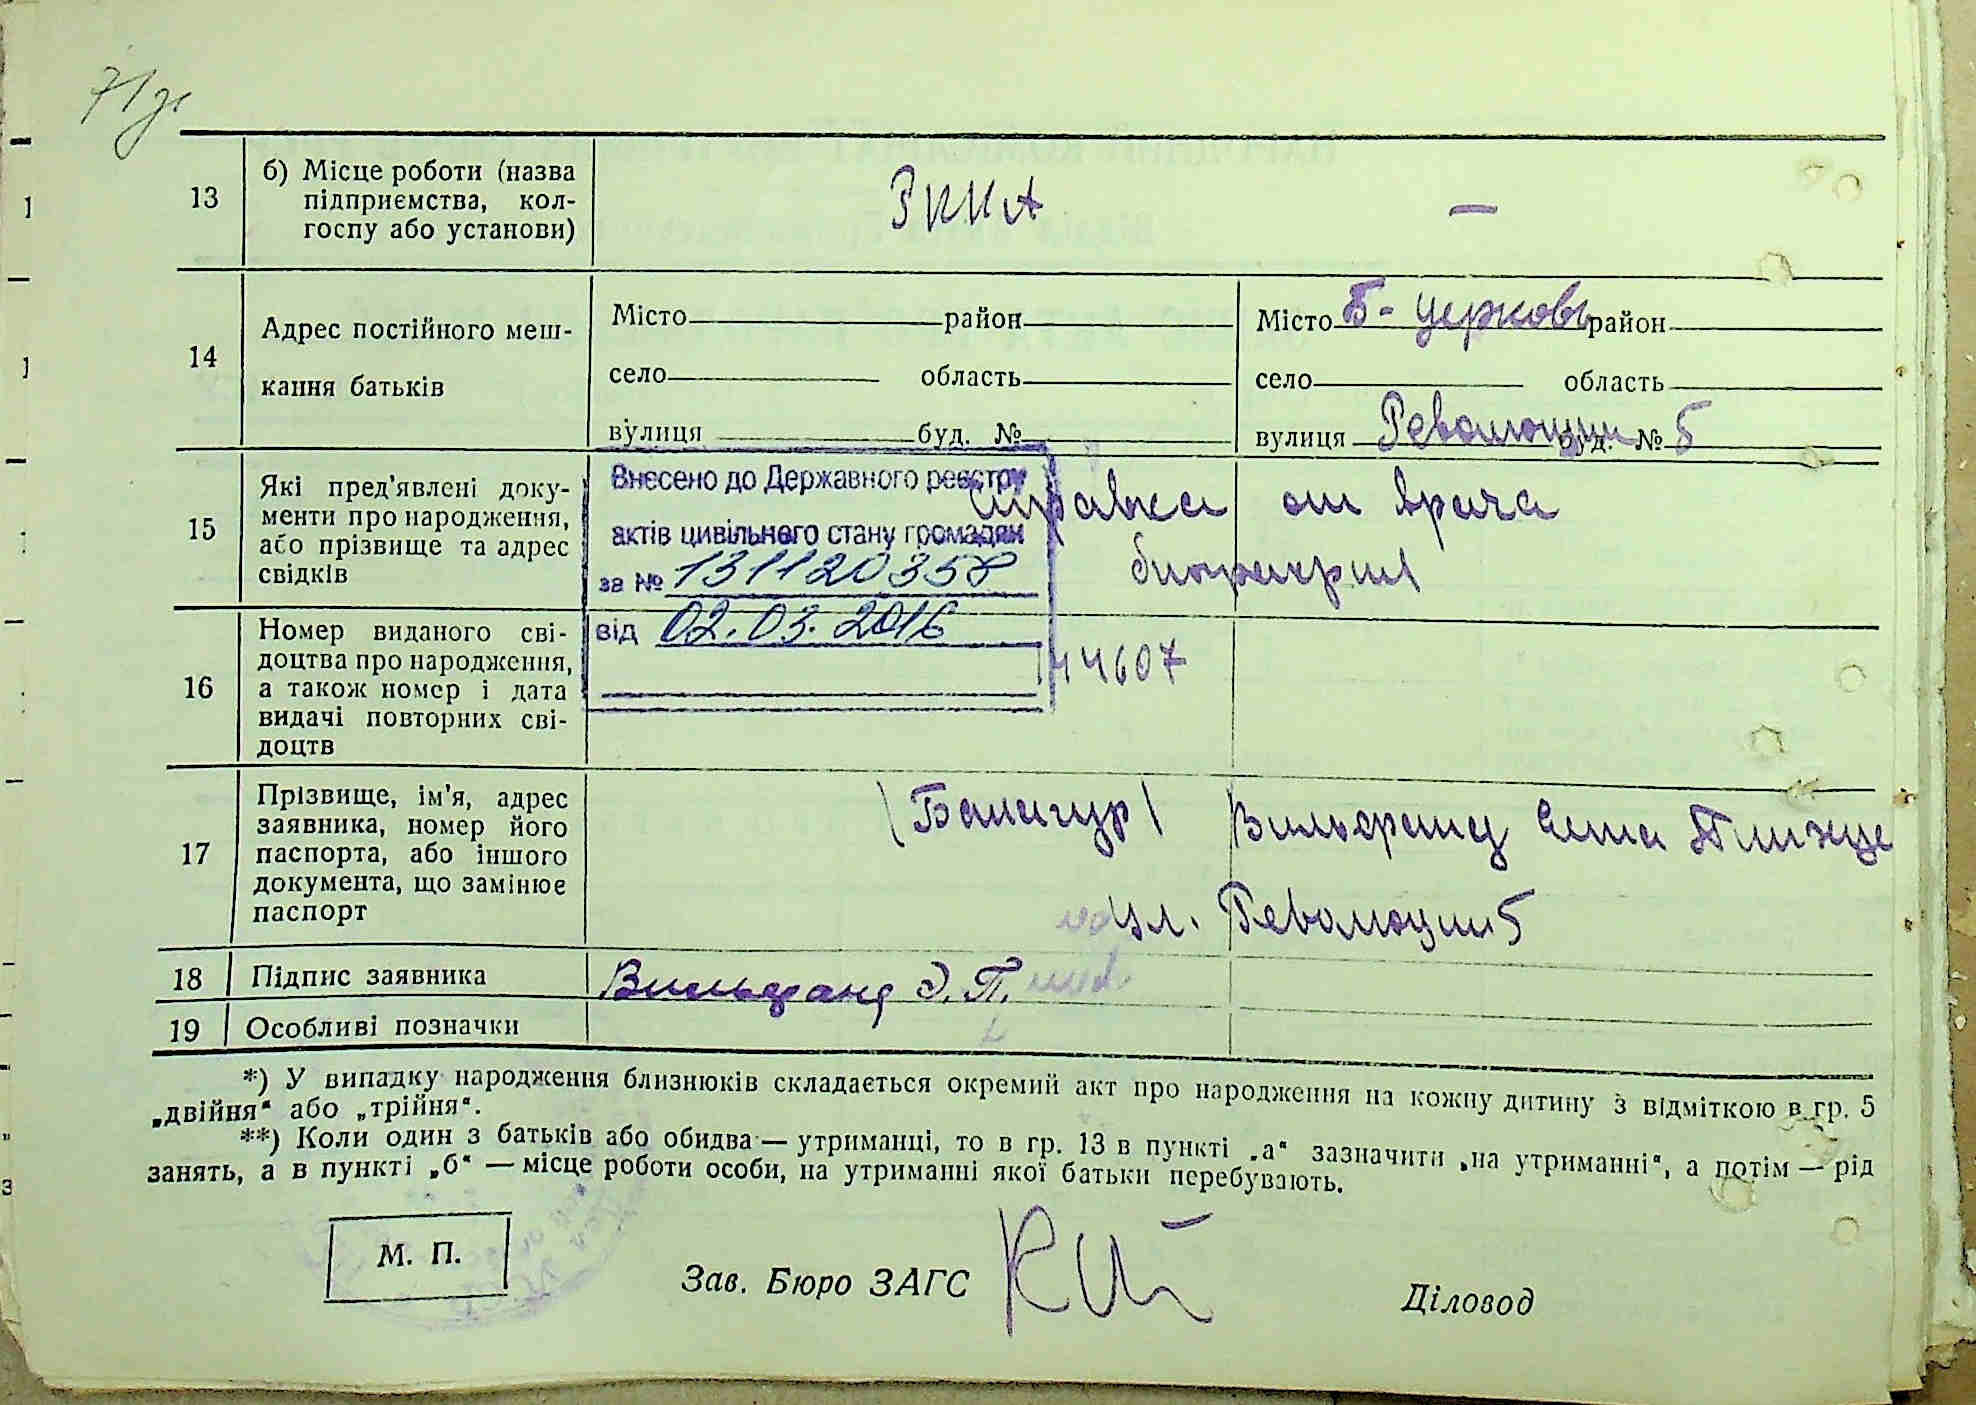 71
13
б) Місце роботи (назва
підприємства, кол-
госпу або установи)
РККА
—
14
Адрес постійного меш-
кання батьків
Місто район
село область
вулиця буд. №
Місто Б-Церковь район
село область
вулиця Революции буд. № 5
15
Які пред'явлені доку-
менти про народження,
або прізвище та адрес
свідків
Внесено до Державного реєстру
актів цивільного стану громадян
за № 131120358
від 02.03.2016
справка от врача
16
Номер виданого сві-
доцтва про народження,
а також номер і дата
видачі повторних сві-
доцтв
4607
17
Прізвище, ім'я, адрес
заявника, номер його
паспорта, або іншого
документа, що замінює
паспорт
Вильфанд
ул. Революции 5
18
Підпис заявника
Вильфанд Э. П.
19
Особливі позначки
*) У випадку народження близнюків складається окремий акт про народження на кожну дитину з відміткою в гр. 5
„двійня“ або „трійня“.
**) Коли один з батьків або обидва — утриманці, то в гр. 13 в пункті „а“ зазначити „на утриманні“, а потім — рід
занять, а в пункті „б“ — місце роботи особи, на утриманні якої батьки перебувають.
М. П.
Зав. Бюро ЗАГС
Діловод